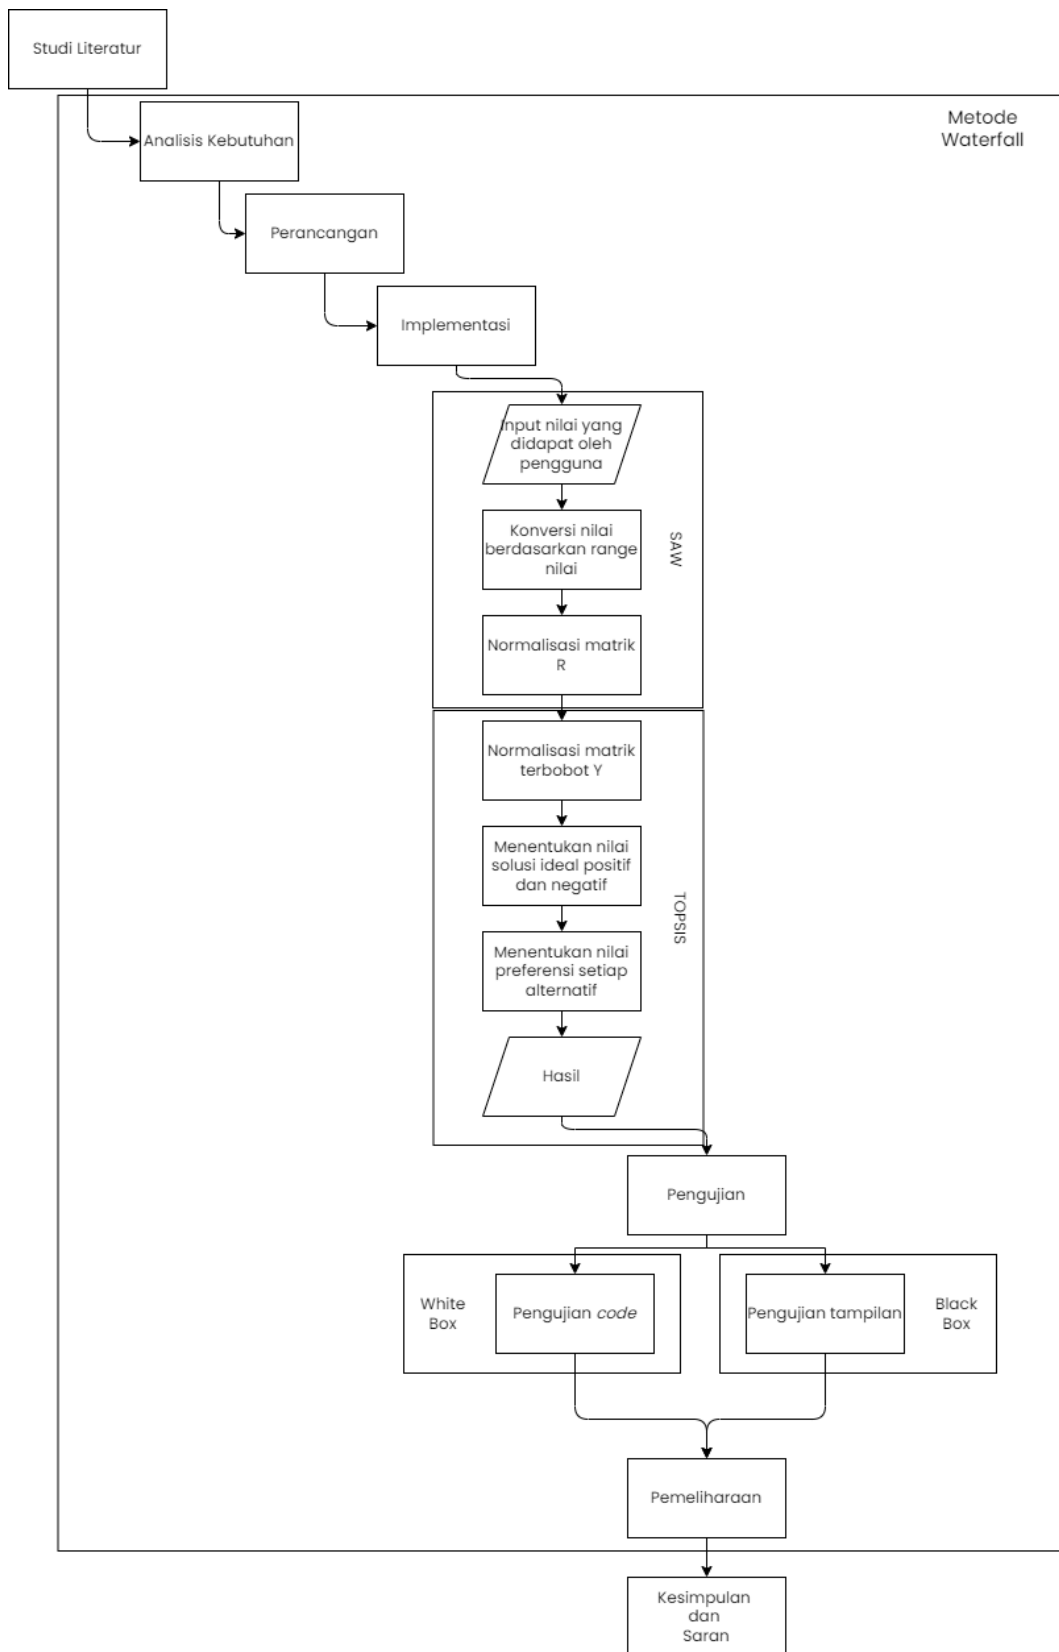 Studi Literatur
Metode
Waterfall
Analisis Kebutuhan
Perancangan
Implementasi
Input nilai yang
didapat oleh
pengguna
Konversi nilai
berdasarkan range
nilai
SAW
Normalisasi matrik
R
Normalisasi matrik
terbobot Y
Menentukan nilai
solusi ideal positif
dan negatif
TOPSIS
Menentukan nilai
preferensi setiap
alternatif
Hasil
Pengujian
White
Box
Pengujian code
Pengujian tampilan
Black
Box
Pemeliharaan
Kesimpulan
dan
Saran